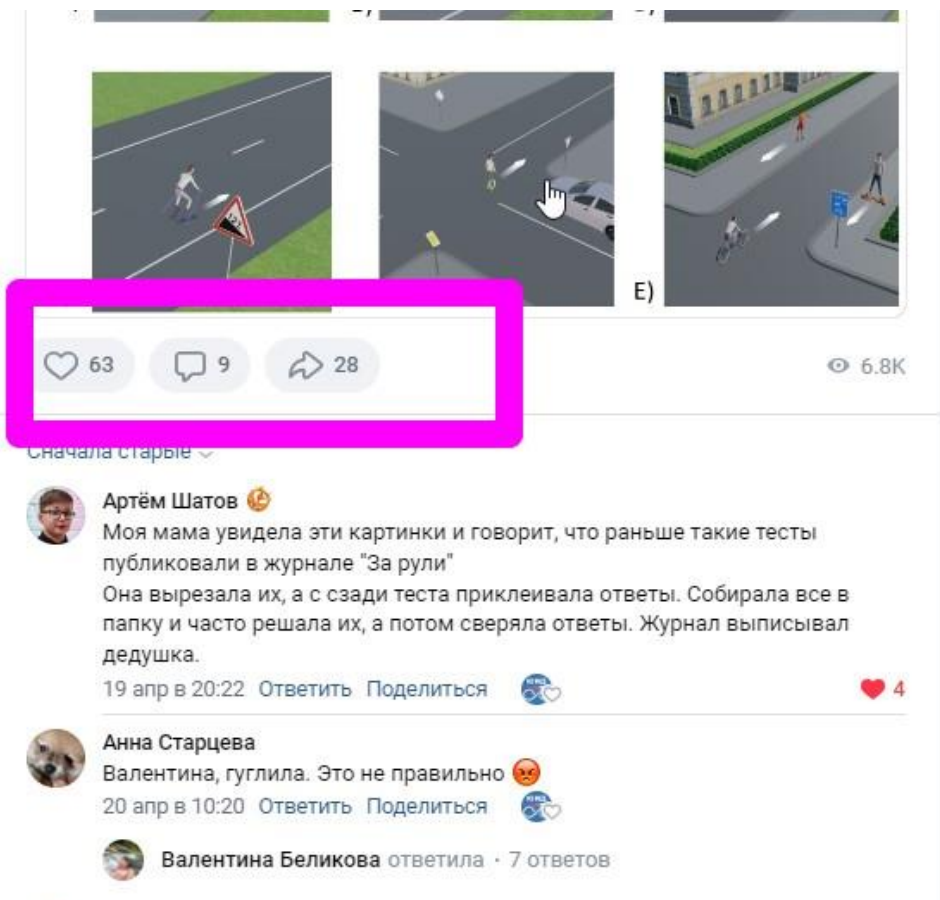 E)
63
9
28
6.8K
Сначала старые
Артём Шатов
Моя мама увидела эти картинки и говорит, что раньше такие тесты
публиковали в журнале "За рули"
Она вырезала их, а с сзади теста приклеивала ответы. Собирала все в
папку и часто решала их, а потом сверяла ответы. Журнал выписывал
дедушка.
19 апр в 20:22 Ответить Поделиться
4
Анна Старцева
Валентина, гуглила. Это не правильно
20 апр в 10:20 Ответить Поделиться
Валентина Беликова ответила · 7 ответов